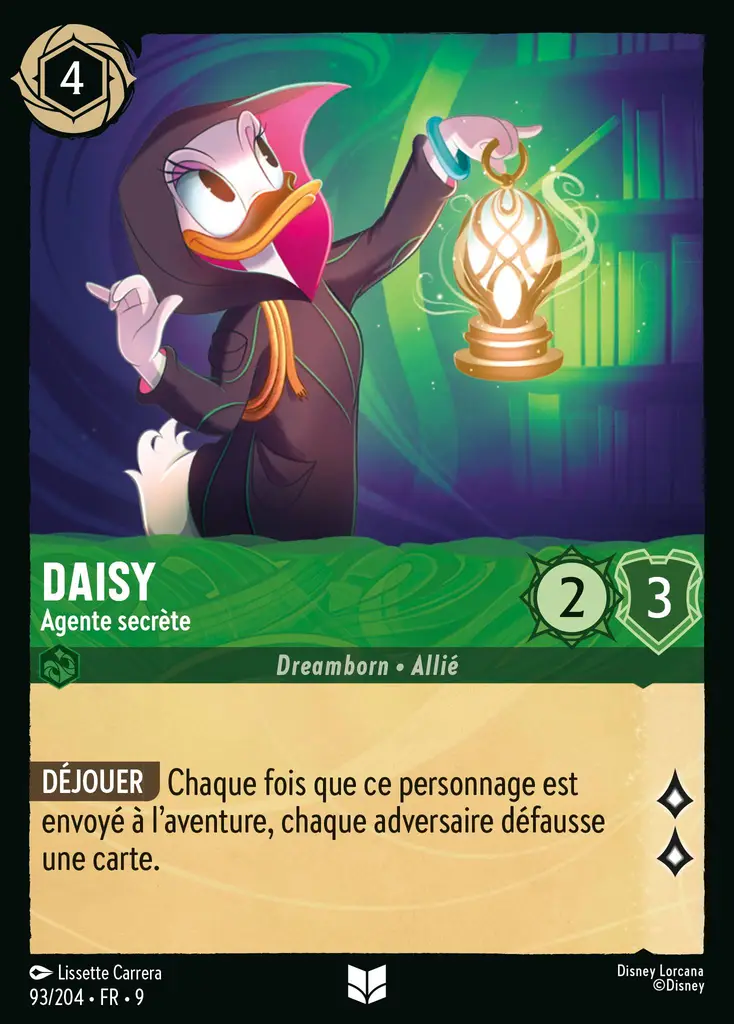 4
DAISY
Agente secrète
2
3
Dreamborn • Allié
DÉJOUER Chaque fois que ce personnage est
envoyé à l’aventure, chaque adversaire défausse
une carte.
Lissette Carrera
93/204 • FR • 9
Disney Lorcana
©Disney